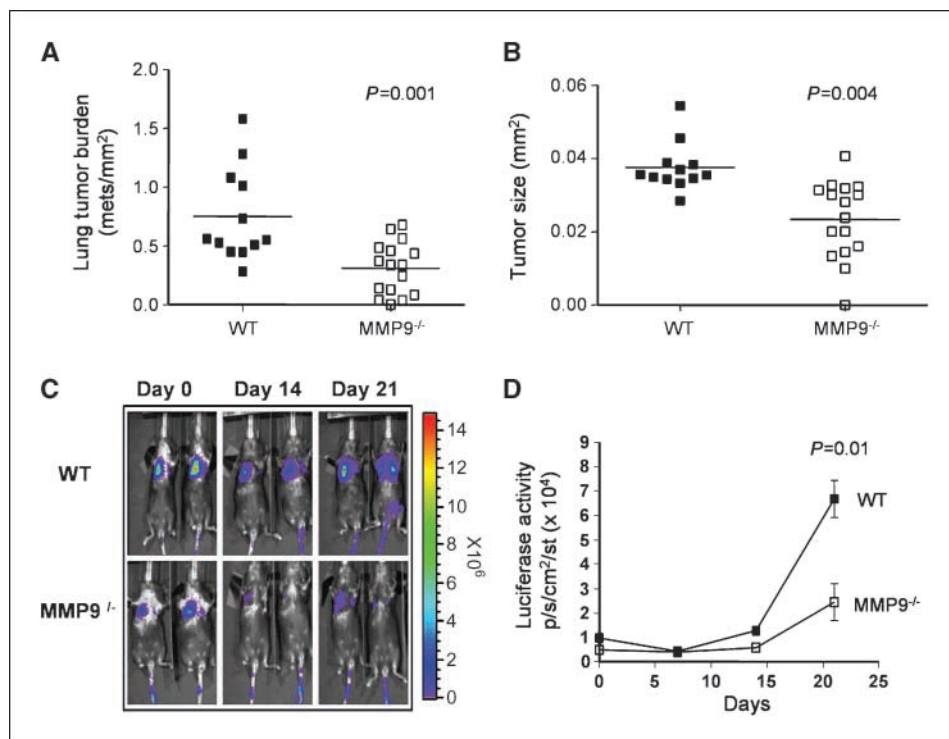 A
Lung tumor burden
(mets/mm²)
2.0
1.5
1.0
0.5
0.0
P=0.001
WT
MMP9⁻/⁻
B
Tumor size (mm²)
0.06
0.04
0.02
0.00
P=0.004
WT
MMP9⁻/⁻
C
Day 0 Day 14 Day 21
WT
MMP9 /-
14
12
10
8
6
4
2
0
X10⁶
D
Luciferase activity
p/s/cm²/st (x 10⁴)
9
8
7
6
5
4
3
2
1
0
P=0.01
WT
MMP9⁻/⁻
0 5 10 15 20 25
Days